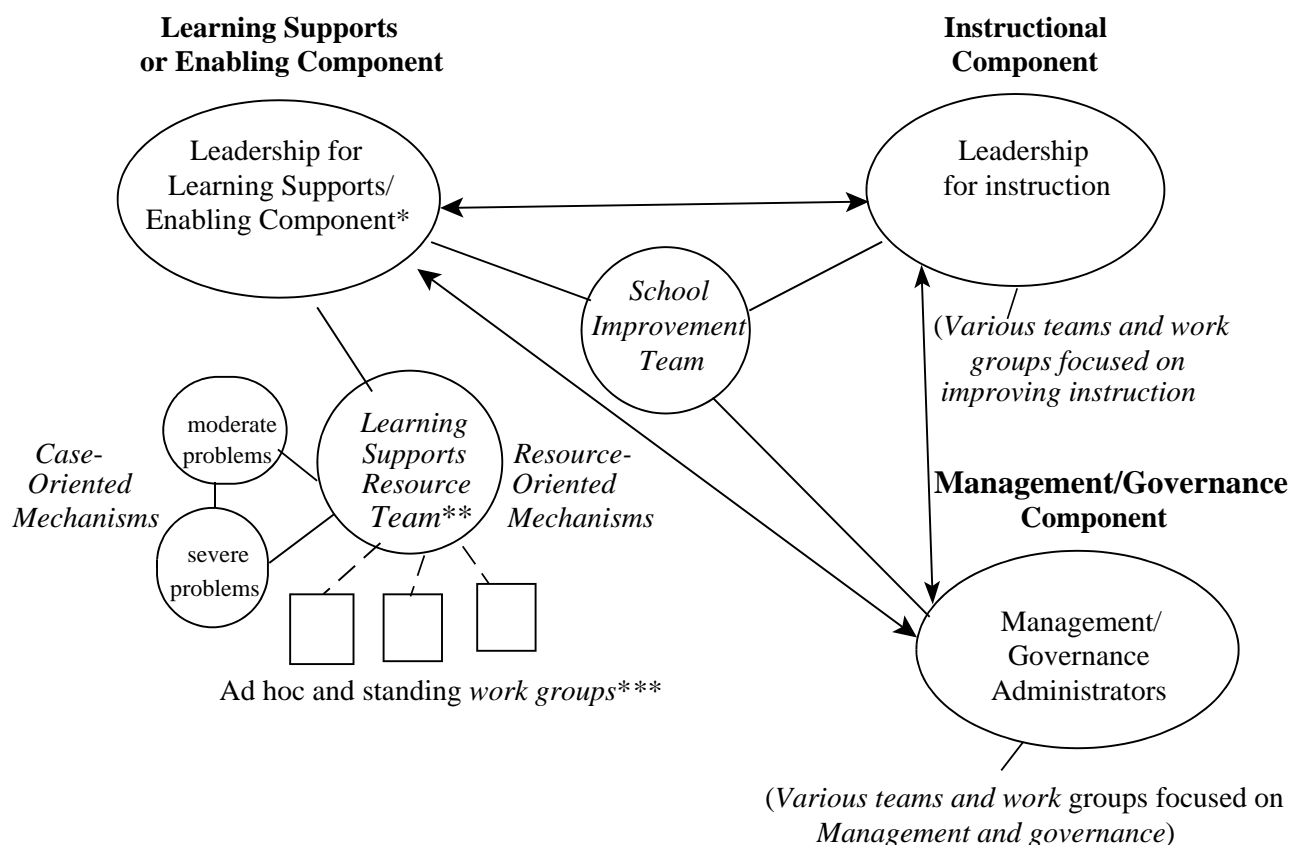 Learning Supports
or Enabling Component
Instructional
Component
Leadership for
Learning Supports/
Enabling Component*
Leadership
for instruction
School
Improvement
Team
(Various teams and work
groups focused on
improving instruction
moderate
problems
Case-
Oriented
Mechanisms
severe
problems
Learning
Supports
Resource
Team**
Resource-
Oriented
Mechanisms
Ad hoc and standing work groups***
Management/Governance
Component
Management/
Governance
Administrators
(Various teams and work groups focused on
Management and governance)